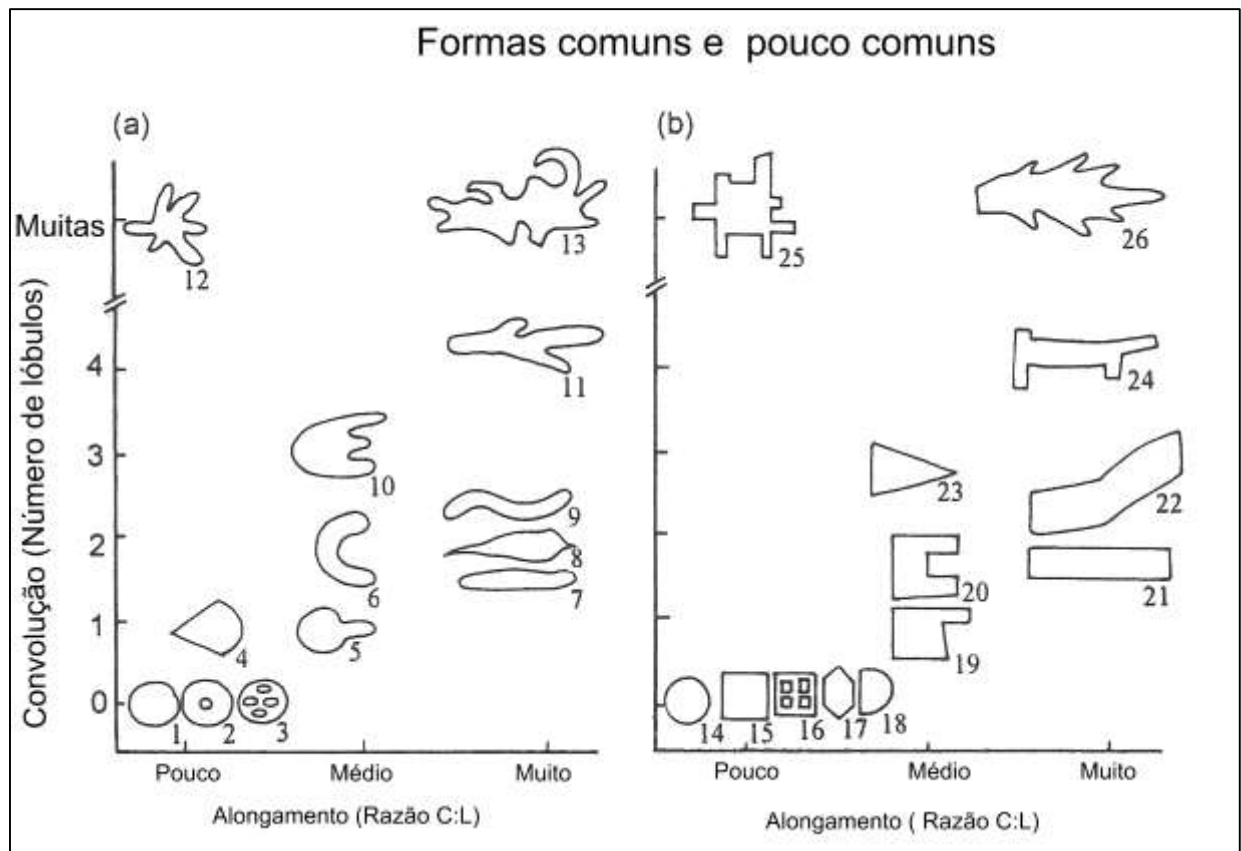 Formas comuns e pouco comuns
(a)
Convolução (Número de lóbulos)
Muitas
4
3
2
1
0
12
13
11
10
9
8
7
6
5
4
1
2
3
Pouco
Médio
Muito
Alongamento (Razão C:L)
(b)
25
26
24
23
22
21
20
19
14
15
16
17
18
Pouco
Médio
Muito
Alongamento ( Razão C:L)